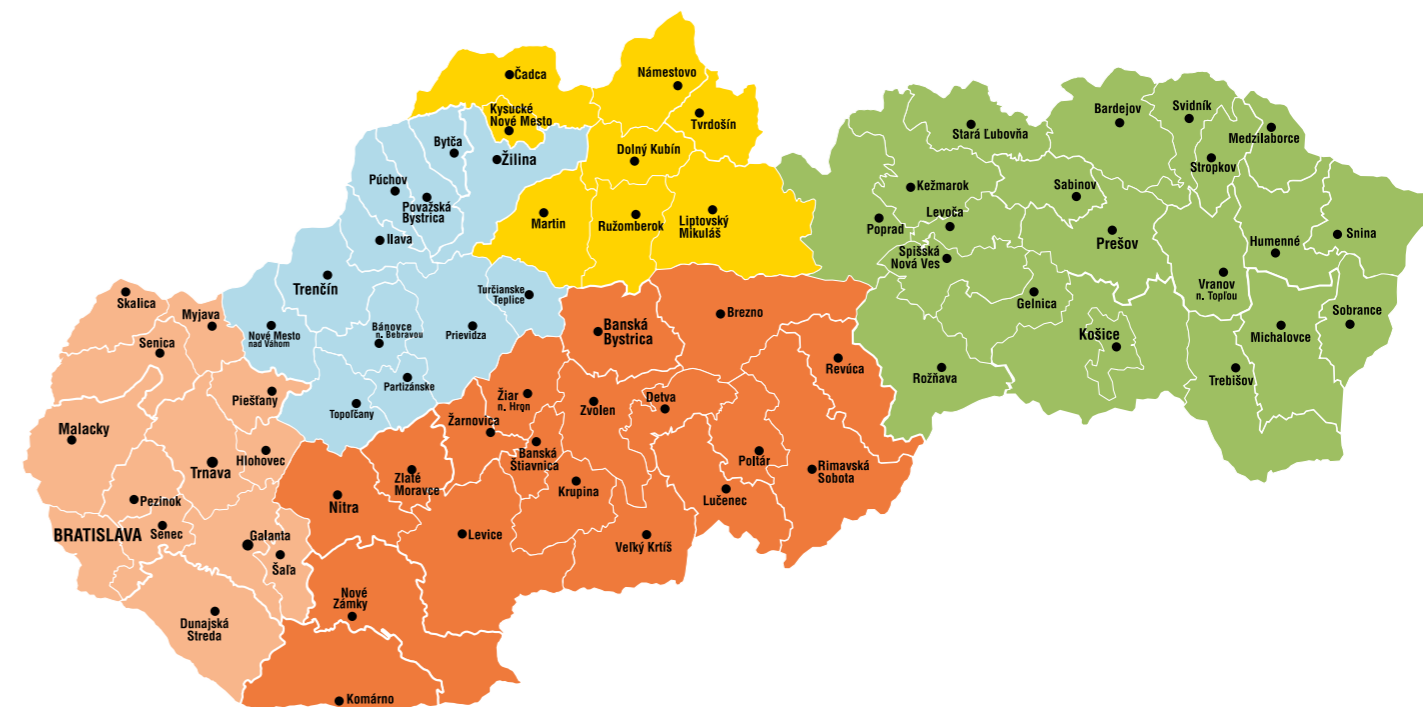 Čadca
Kysucké
Nové Mesto
Námestovo
Tvrdošín
Dolný Kubín
Bytča
Žilina
Púchov
Považská
Bystrica
Ilava
Martin
Ružomberok
Liptovský
Mikuláš
Trenčín
Turčianske
Teplice
Nové Mesto
nad Váhom
Bánovce
n. Bebravou
Prievidza
Partizánske
Topoľčany
Skalica
Myjava
Senica
Piešťany
Malacky
Hlohovec
Trnava
Pezinok
BRATISLAVA
Senec
Galanta
Šaľa
Dunajská
Streda
Banská
Bystrica
Brezno
Revúca
Žiar
n. Hron
Žarnovica
Zvolen
Detva
Banská
Štiavnica
Zlaté
Moravce
Nitra
Krupina
Poltár
Rimavská
Sobota
Lučenec
Levice
Veľký Krtíš
Nové
Zámky
Komárno
Stará Ľubovňa
Bardejov
Svidník
Medzilaborce
Stropkov
Kežmarok
Sabinov
Levoča
Poprad
Prešov
Spišská
Nová Ves
Humenné
Snina
Gelnica
Vranov
n. Topľou
Sobrance
Košice
Michalovce
Rožňava
Trebišov